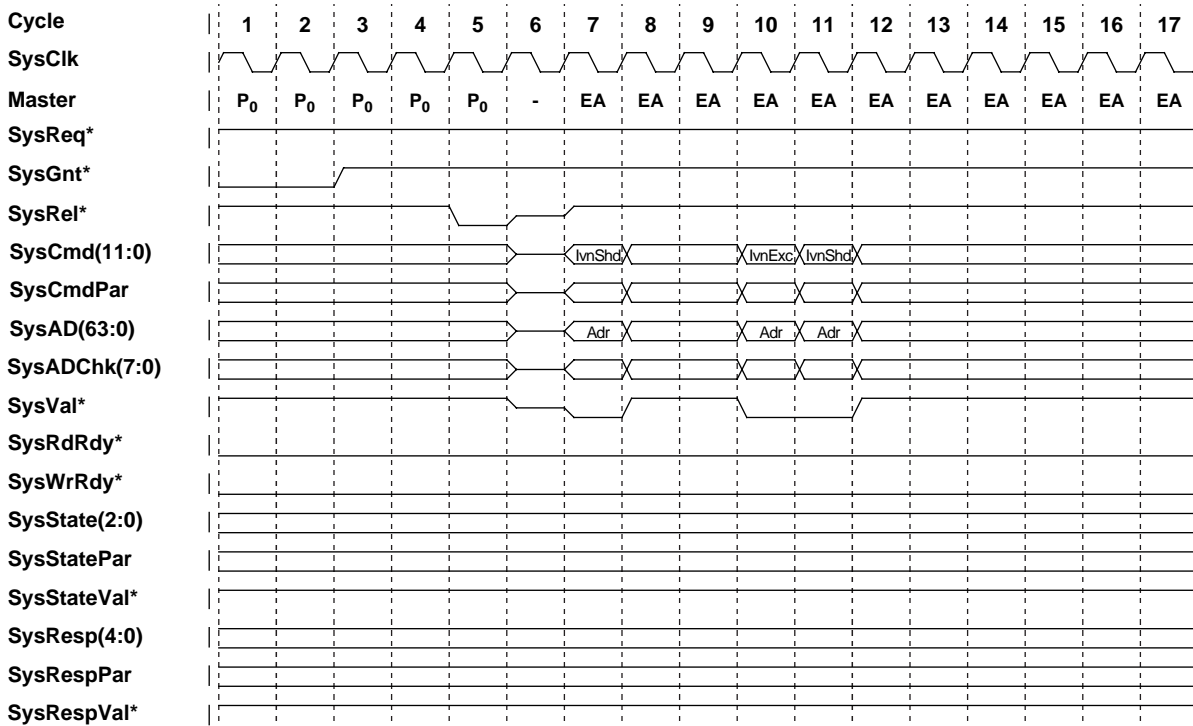 Cycle 1 2 3 4 5 6 7 8 9 10 11 12 13 14 15 16 17
SysClk
Master P0 P0 P0 P0 P0 - EA EA EA EA EA EA EA EA EA EA EA
SysReq*
SysGnt*
SysRel*
SysCmd(11:0) IvnShd IvnExc IvnShd
SysCmdPar
SysAD(63:0) Adr Adr Adr
SysADChk(7:0)
SysVal*
SysRdRdy*
SysWrRdy*
SysState(2:0)
SysStatePar
SysStateVal*
SysResp(4:0)
SysRespPar
SysRespVal*